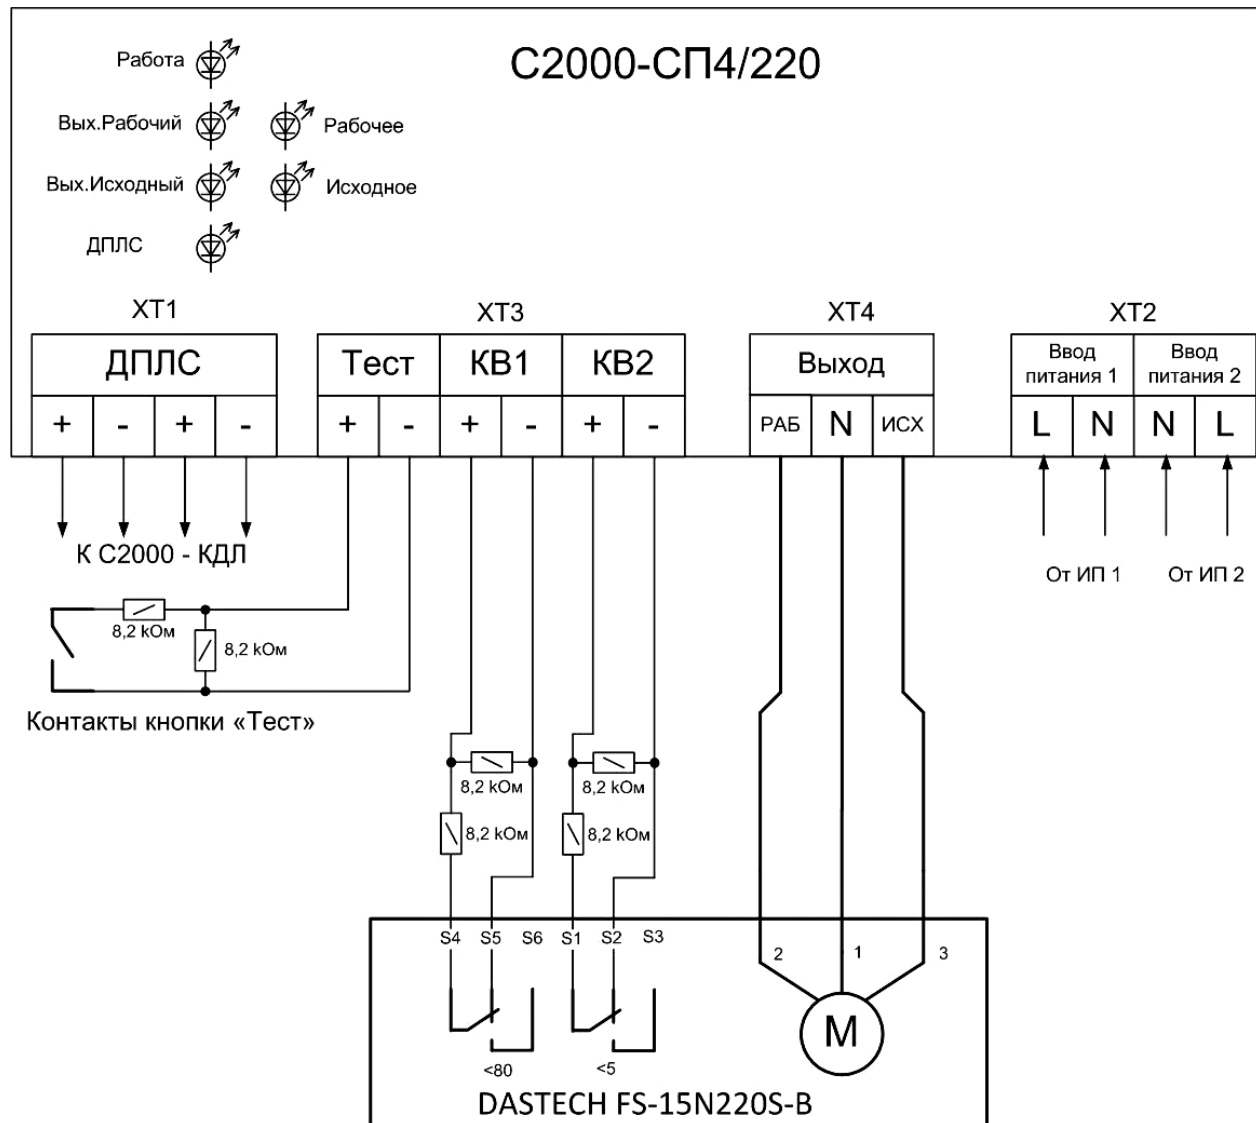 С2000-СП4/220
Работа
Вых.Рабочий
Рабочее
Вых.Исходный
Исходное
ДПЛС
XT1
XT3
XT4
XT2
ДПЛС
Тест
КВ1
КВ2
Выход
Ввод
питания 1
Ввод
питания 2
+ - + -
+ - + - + -
РАБ N ИСХ
L N N L
К С2000 - КДЛ
От ИП 1
От ИП 2
8,2 kОм
8,2 kОм
Контакты кнопки «Тест»
8,2 kОм
8,2 kОм
8,2 kОм
8,2 kОм
S4 S5 S6 S1 S2 S3
2 1 3
M
<80
<5
DASTECH FS-15N220S-B